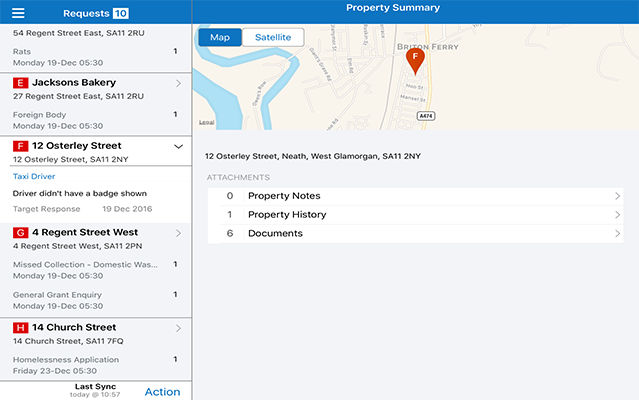 Requests 10
54 Regent Street East, SA11 2RU
Rats 1
Monday 19-Dec 05:30
E Jacksons Bakery
27 Regent Street East, SA11 2RU
Foreign Body 1
Monday 19-Dec 05:30
F 12 Osterley Street
12 Osterley Street, SA11 2NY
Taxi Driver
Driver didn't have a badge shown
Target Response 19 Dec 2016
G 4 Regent Street West
4 Regent Street West, SA11 2PN
Missed Collection - Domestic Was... 1
Monday 19-Dec 05:30
General Grant Enquiry 1
Monday 19-Dec 05:30
H 14 Church Street
14 Church Street, SA11 7FQ
Homelessness Application 1
Friday 23-Dec 05:30
Last Sync
today @ 10:57
Action
Property Summary
Map Satellite
BRITON FERRY
F
Hoo St
Mansel St
A474
Legal
12 Osterley Street, Neath, West Glamorgan, SA11 2NY
ATTACHMENTS
0 Property Notes
1 Property History
6 Documents